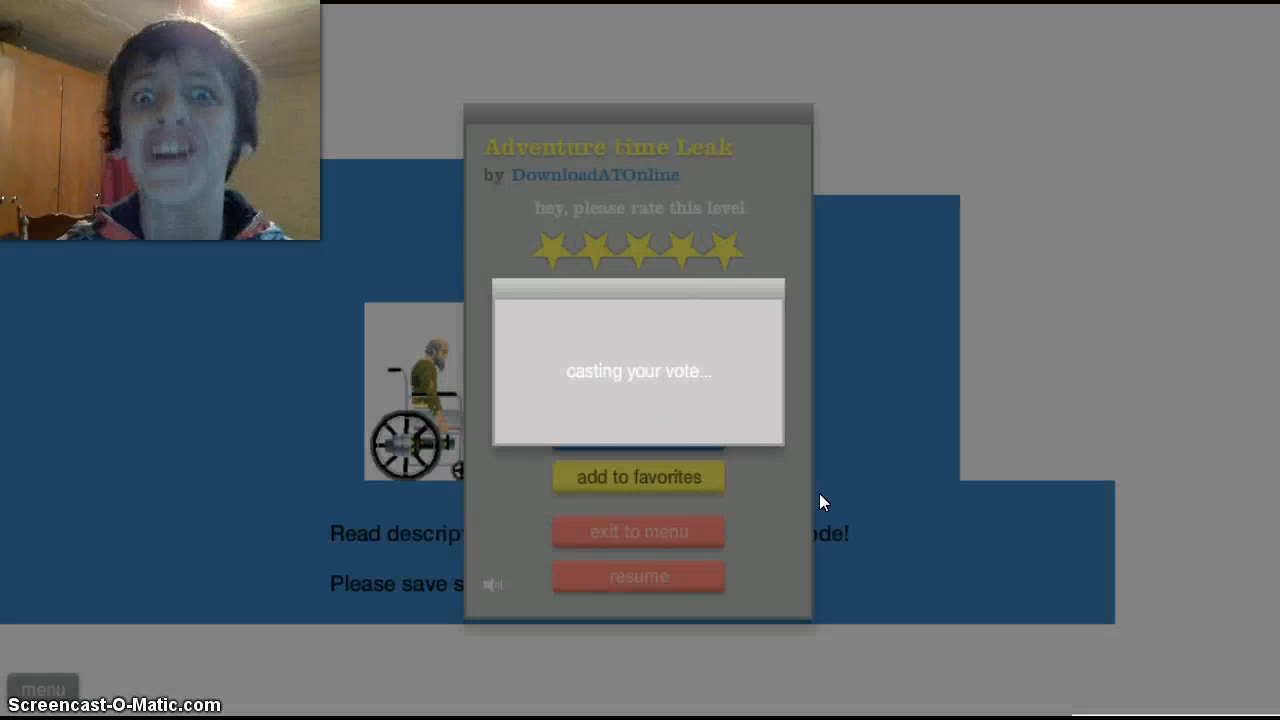 Adventure time Leak
by DownloadATOnline
hey, please rate this level
casting your vote...
add to favorites
Read descrip
ode!
exit to menu
resume
Please save s
menu
Screencast-O-Matic.com